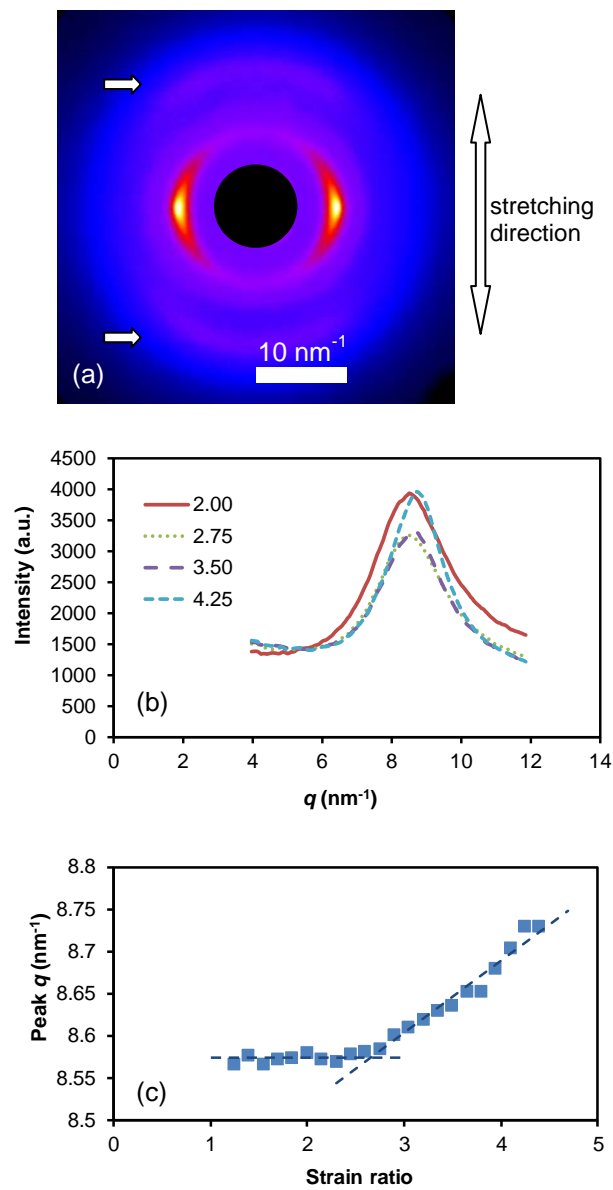 stretching
direction
10 nm-1
(a)
4500
4000
3500
3000
2500
2000
1500
1000
500
0
Intensity (a.u.)
2.00
2.75
3.50
4.25
(b)
0 2 4 6 8 10 12 14
q (nm-1)
8.8
8.75
8.7
8.65
8.6
8.55
8.5
Peak q (nm-1)
(c)
0 1 2 3 4 5
Strain ratio